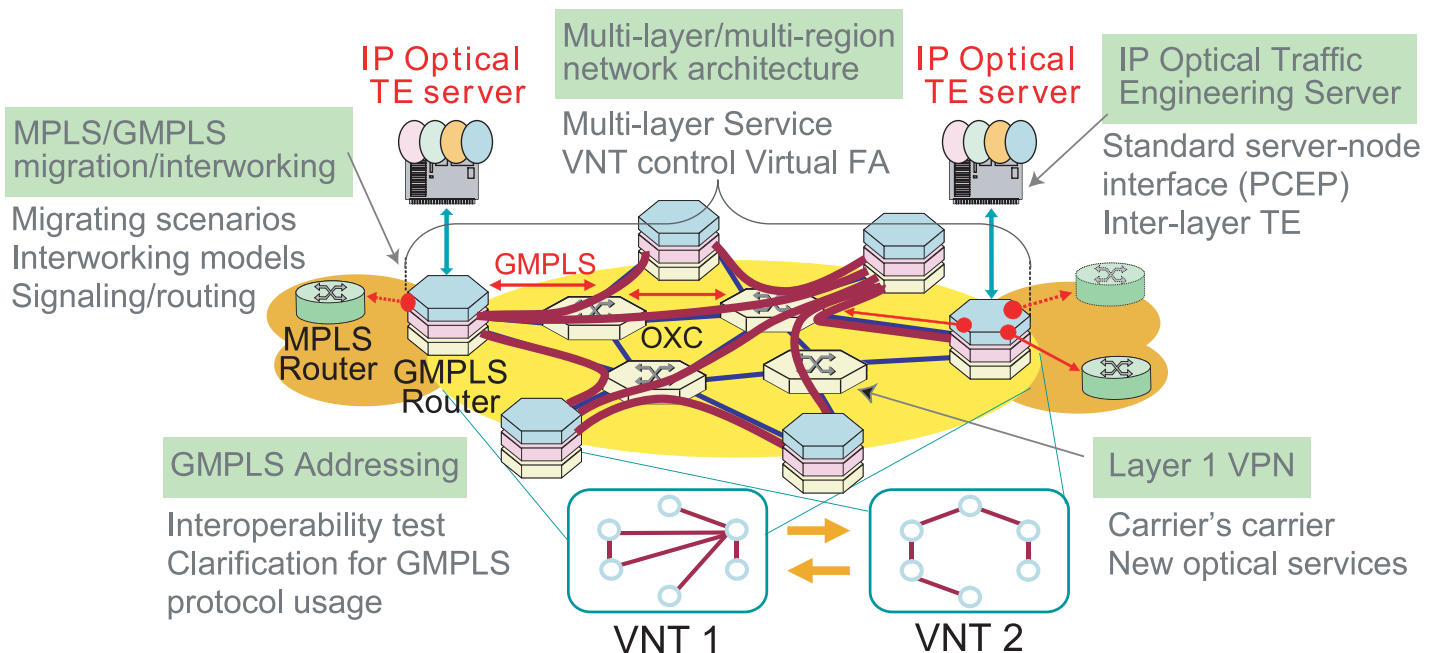 IP Optical
TE server
Multi-layer/multi-region
network architecture
Multi-layer Service
VNT control Virtual FA
IP Optical
TE server
IP Optical Traffic
Engineering Server
Standard server-node
interface (PCEP)
Inter-layer TE
MPLS/GMPLS
migration/interworking
Migrating scenarios
Interworking models
Signaling/routing
GMPLS
OXC
MPLS
Router
GMPLS
Router
GMPLS Addressing
Interoperability test
Clarification for GMPLS
protocol usage
Layer 1 VPN
Carrier’s carrier
New optical services
VNT 1
VNT 2